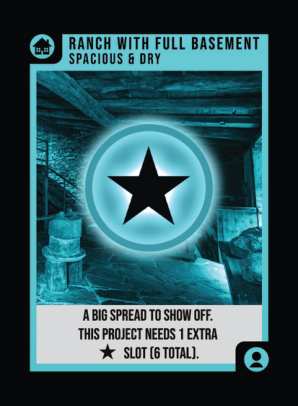 RANCH WITH FULL BASEMENT
SPACIOUS & DRY
A BIG SPREAD TO SHOW OFF.
THIS PROJECT NEEDS 1 EXTRA
★ SLOT (6 TOTAL).